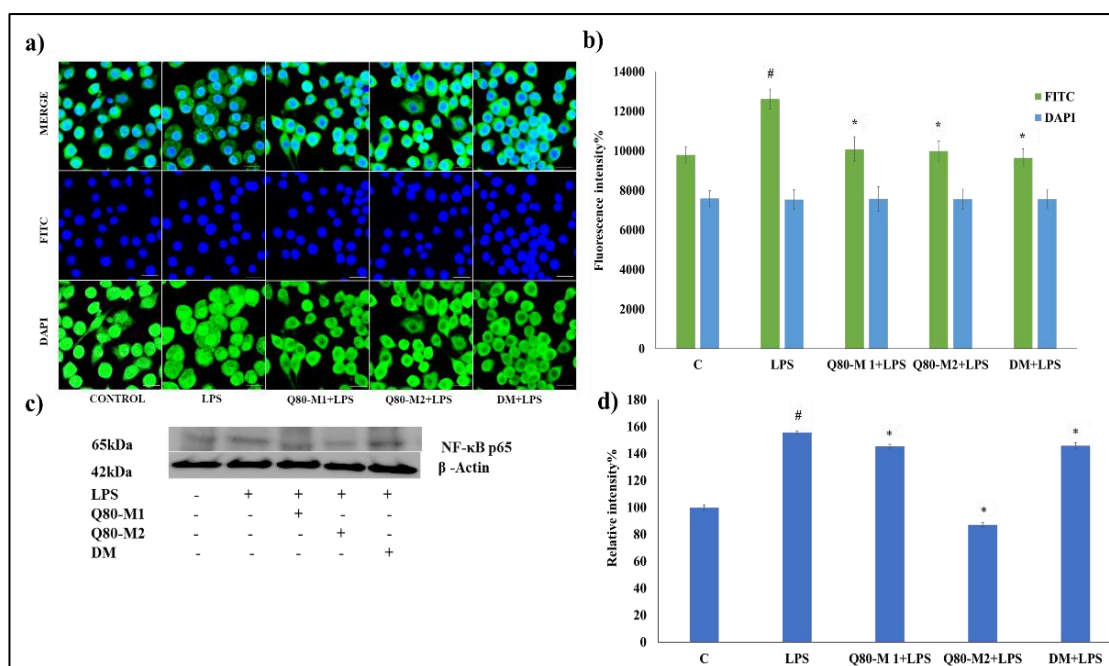 a)
MERGE
FITC
DAPI
CONTROL LPS Q80-M1+LPS Q80-M2+LPS DM+LPS
b)
Fluorescence intensity%
14000
12000
10000
8000
6000
4000
2000
0
FITC
DAPI
#
*
*
*
C LPS Q80-M 1+LPS Q80-M2+LPS DM+LPS
c)
65kDa NF-κB p65
42kDa β -Actin
LPS - + + + +
Q80-M1 - - + - -
Q80-M2 - - - + -
DM - - - - +
d)
Relative intensity%
180
160
140
120
100
80
60
40
20
0
#
*
*
*
C LPS Q80-M 1+LPS Q80-M2+LPS DM+LPS